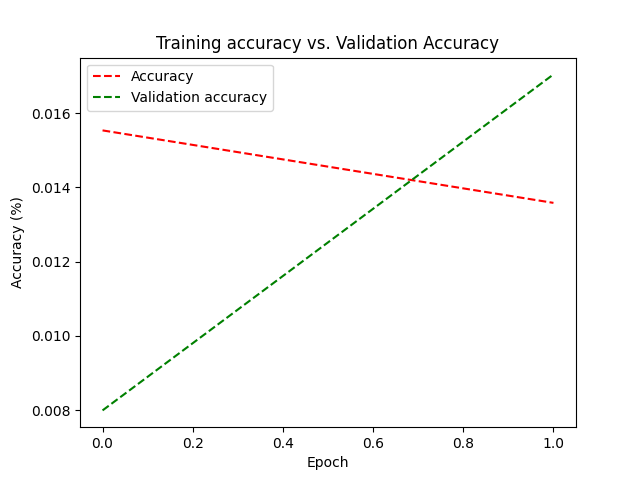 Training accuracy vs. Validation Accuracy
Accuracy
Validation accuracy
0.016
0.014
0.012
0.010
0.008
Accuracy (%)
0.0 0.2 0.4 0.6 0.8 1.0
Epoch